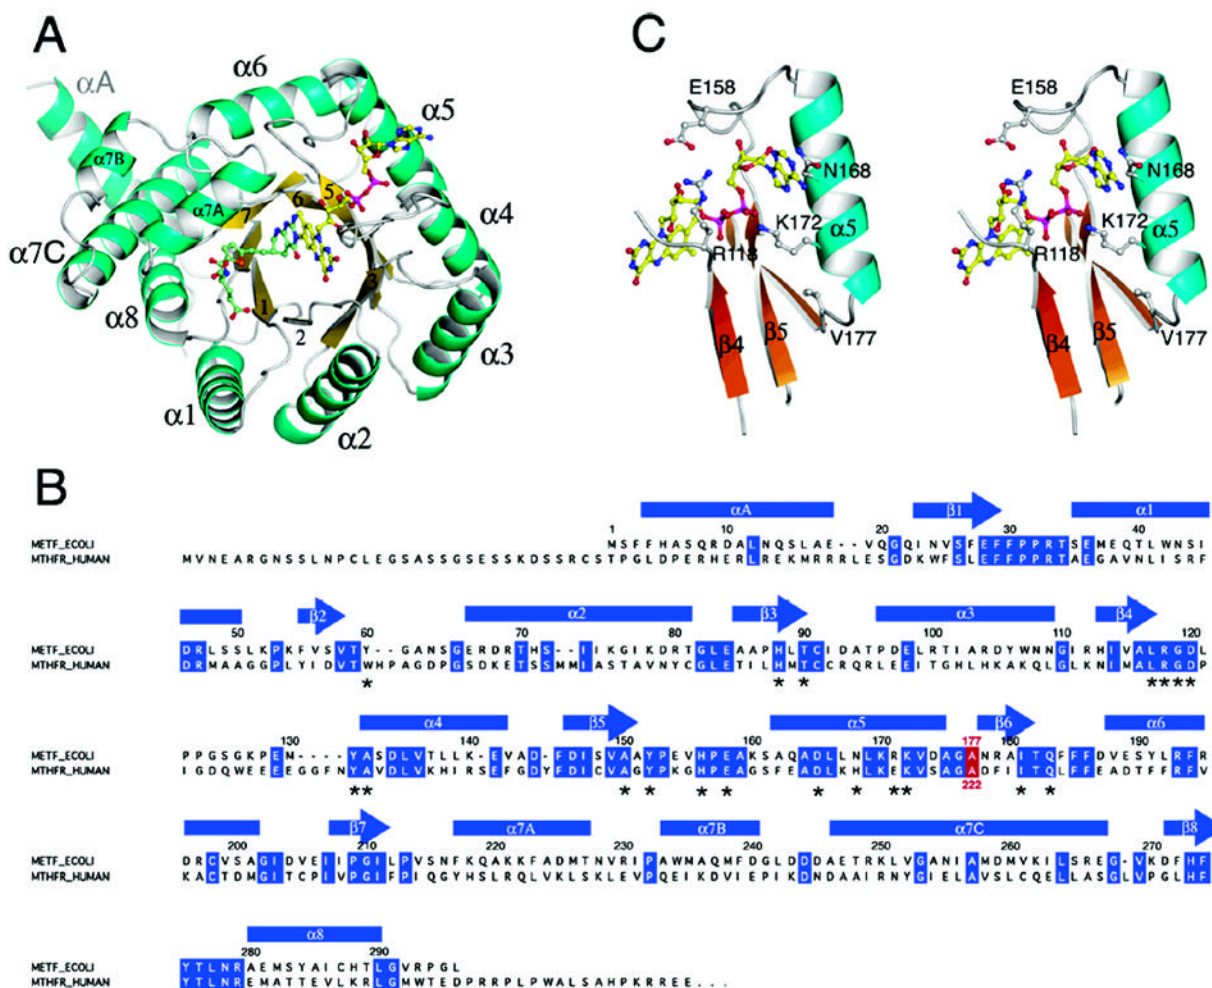 A
αA
α6
α5
α7B
α7A
7
6
5
α4
α7C
α8
1
3
2
α3
α1
α2
C
E158
E158
N168
N168
K172
K172
α5
α5
R118
R118
V177
V177
β4
β5
β4
β5
B
αA β1 α1
1 10 20 30 40
METF_ECOLI MSFFHASQRDALNQSLAE--VQGQINVSFEFFPPRTSEMEQTLWNSI
MTHFR_HUMAN MVNEARGNSSLNPCLEGSASSGSESSKDSSRCSTPGLDPERHERLREKMRRRLESGDKWFSLEFFPPRTAEGAVNLISRF
β2 α2 β3 α3 β4
50 60 70 80 90 100 110 120
METF_ECOLI DRLSSLKPKFVSVTY-GANSGERDRTHS--IIKGIKDRTGLEAAPHLTCIDATPDELRTIARDYWNNGIRHIVALRGDL
MTHFR_HUMAN DRMAAGGPLYIDVTWHPAGDPGSDKETSSMMIASTAVNYCGLETILHMTCCRQRLEEITGHLHKAKQLGLKNIMALRGDP
* * * * * * *
α4 β5 α5 β6 α6
130 140 150 160 170 177 180 190
METF_ECOLI PPGSGKPEM----YASDLVTLLK-EVAD-FDISVAAYPEVHPEAKSAQADLLNLKRKVDAGANRAITQFFFDVESYLRFR
MTHFR_HUMAN IGDQWEEEEGGFNYAVDLVKHIRSEFGDYFDICVAGYPKGHPEAGSFEADLKHLKEKVSAGADFIITQLFFEADTFFRFV
222
* * * * * * * * * * * *
β7 α7A α7B α7C β8
200 210 220 230 240 250 260 270
METF_ECOLI DRCVSAGIDVEIIPGILPVSNFKQAKKFADMTNVRIPAWMAQMFDGLDDDAETRKLVGANIAMDMVKILSREG-VKDFHF
MTHFR_HUMAN KACTDMGITCPIVPGIFPIQGYHSLRQLVKLSKLEVPQEIKDVIEPIKDNDAAIRNYGIELAVSLCQELLASGLVPGLHF
α8
280 290
METF_ECOLI YTLNRAEMSYAICHTLGVRPGL
MTHFR_HUMAN YTLNREMATTEVLKRLGMWTEDPRRPLPWALSAHPKRREE...